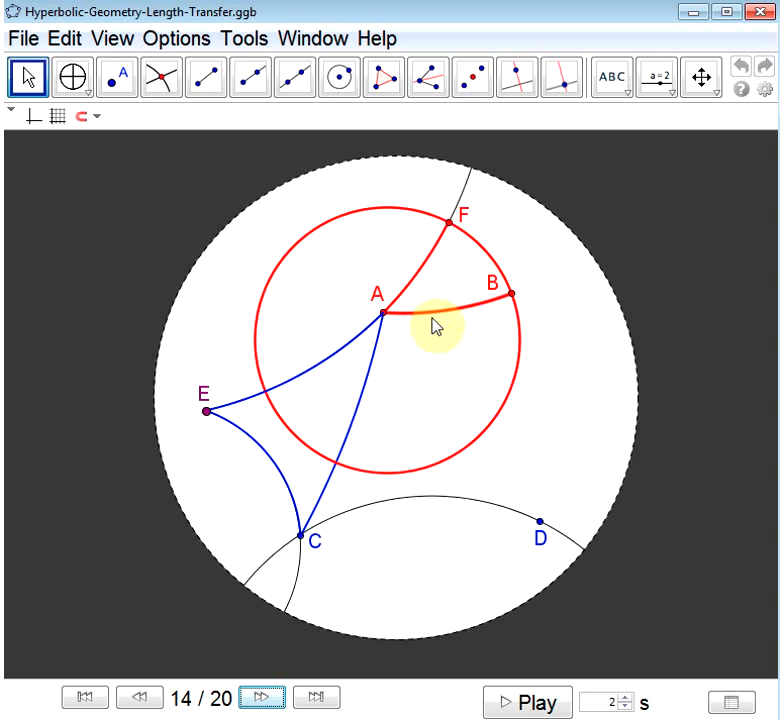 Hyperbolic-Geometry-Length-Transfer.ggb
File Edit View Options Tools Window Help
A ABC a=2
F
B
A
E
C
D
14 / 20 Play 2 s